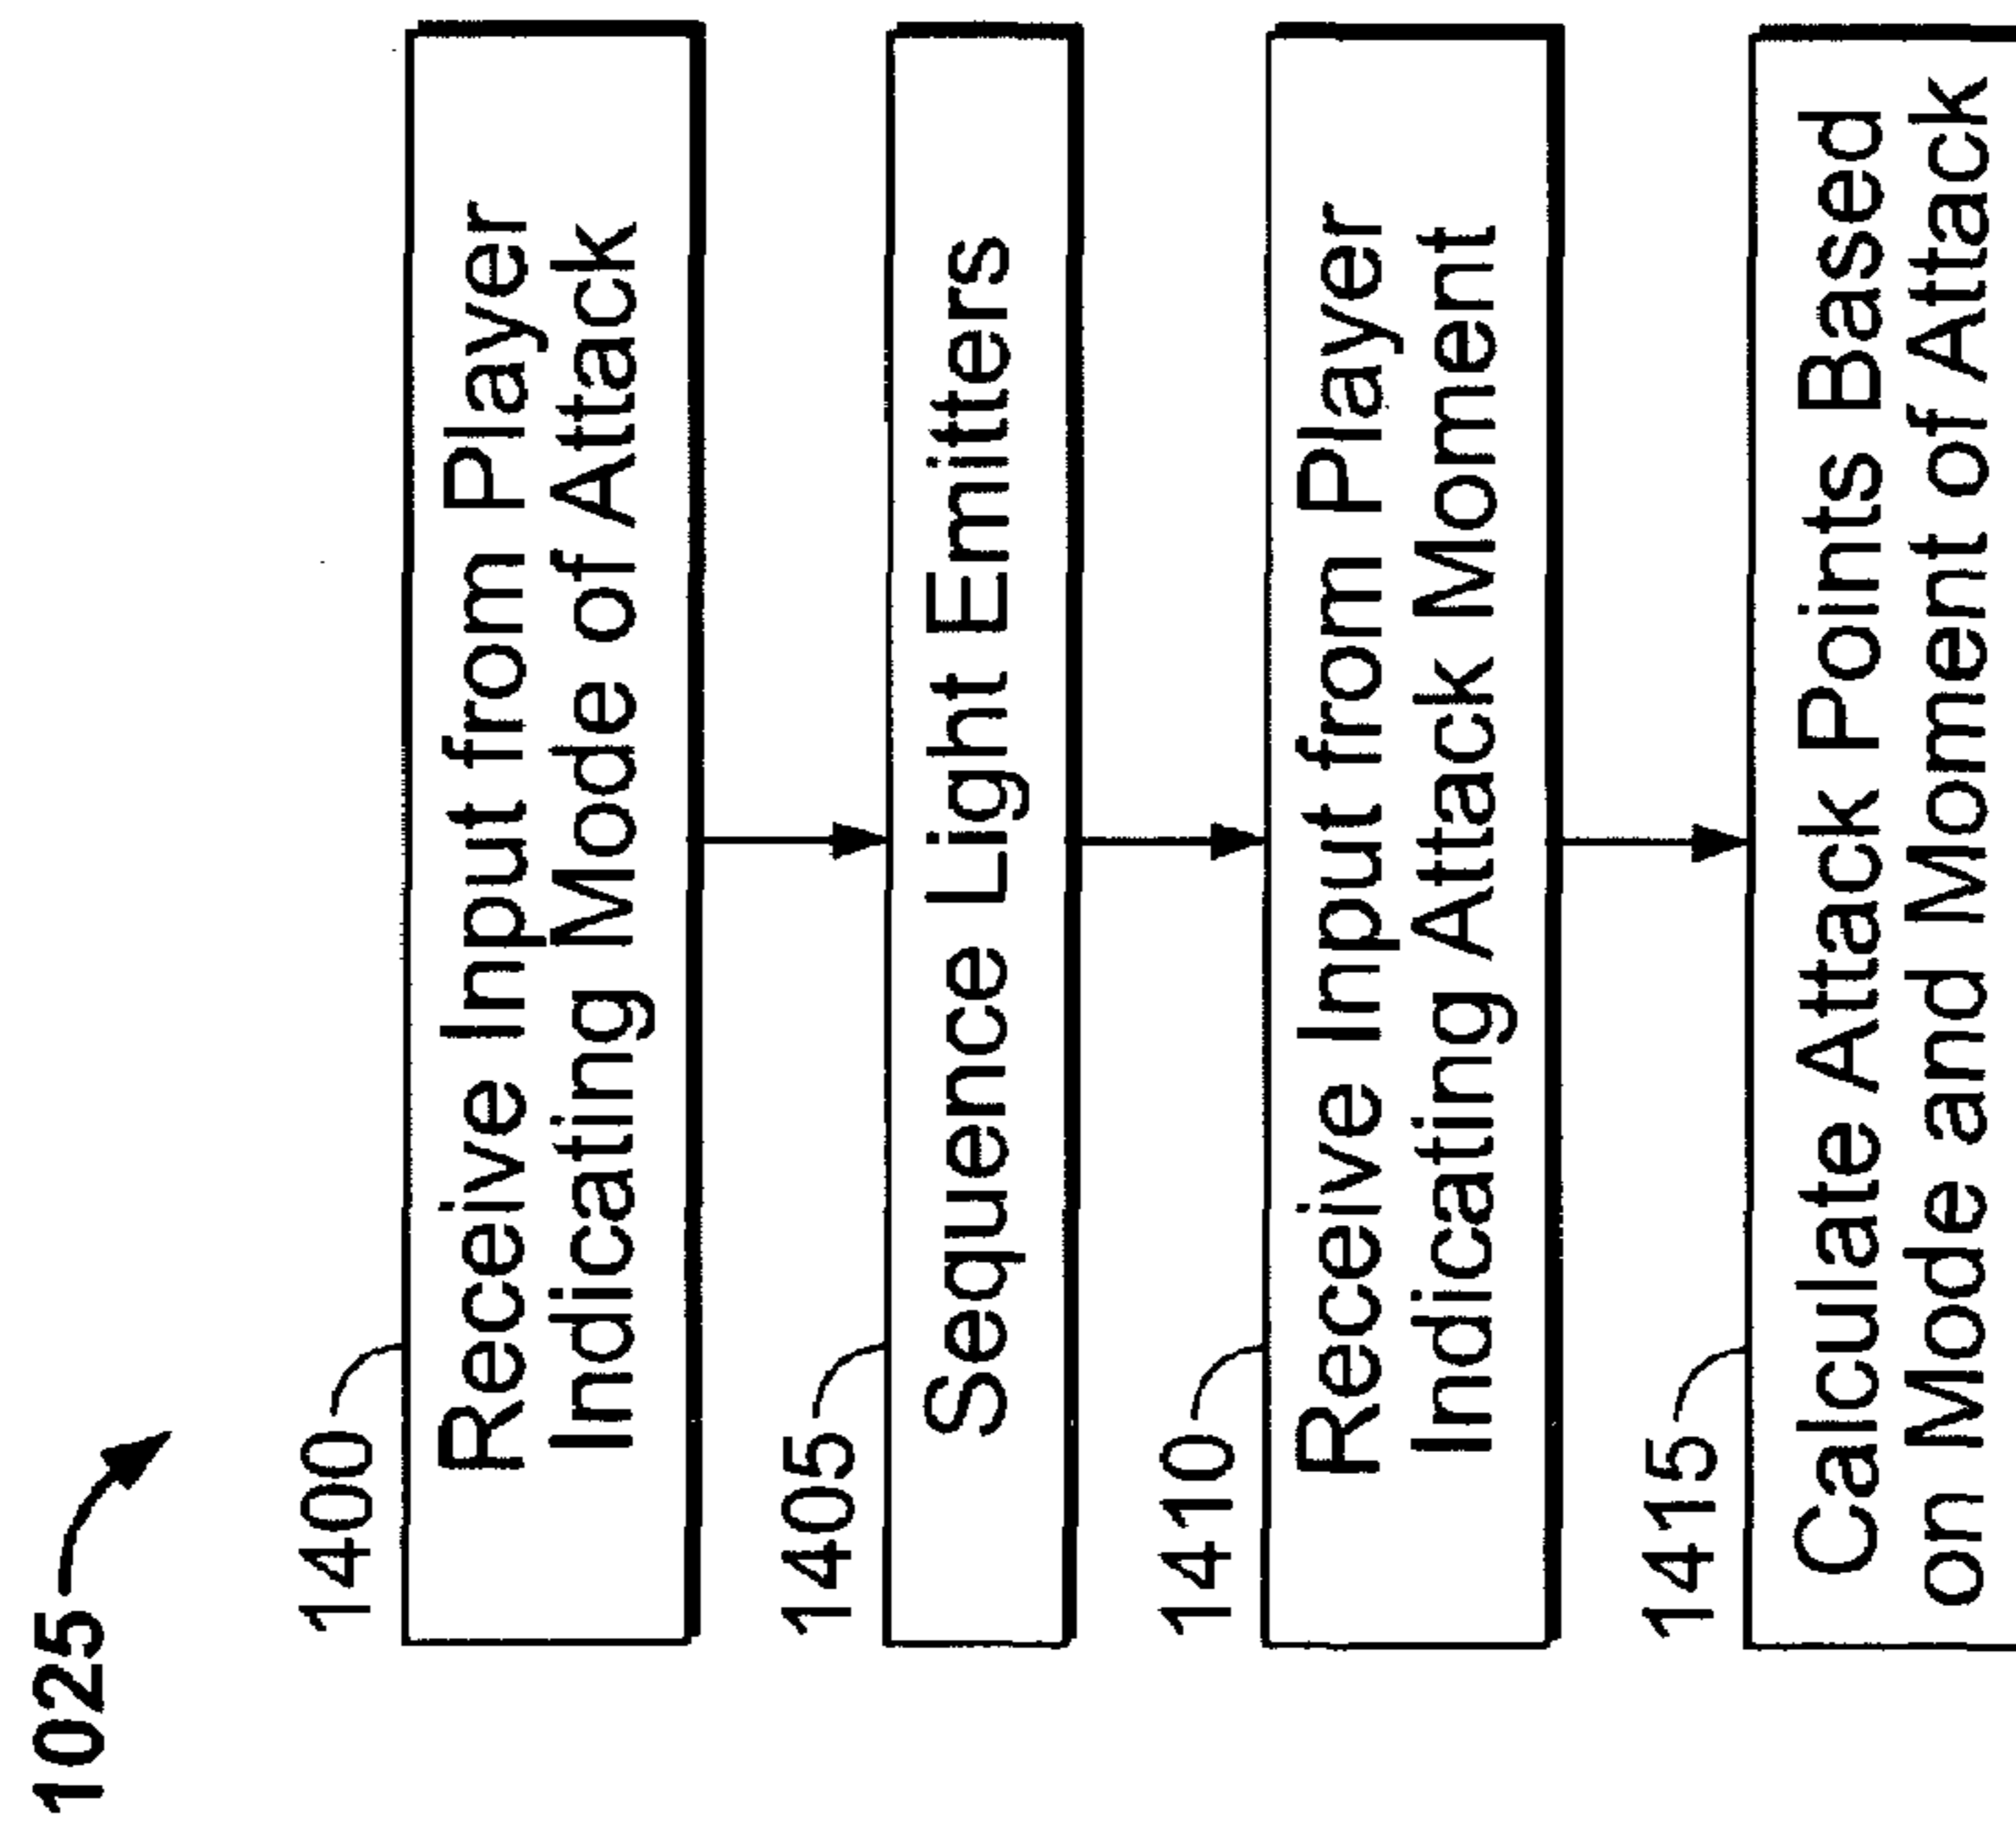 1025
1400
Receive Input from Player
Indicating Mode of Attack
1405
Sequence Light Emitters
1410
Receive Input from Player
Indicating Attack Moment
1415
Calculate Attack Points Based
on Mode and Moment of Attack